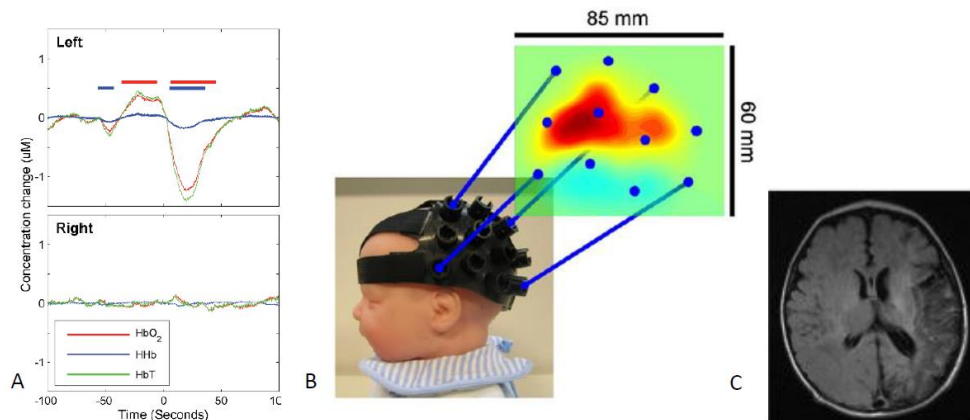 Left
1
0
-1
Concentration change (uM)
Right
1
0
-1
HbO2
HHb
HbT
-100
-50
0
50
100
Time (Seconds)
A
85 mm
60 mm
B
C